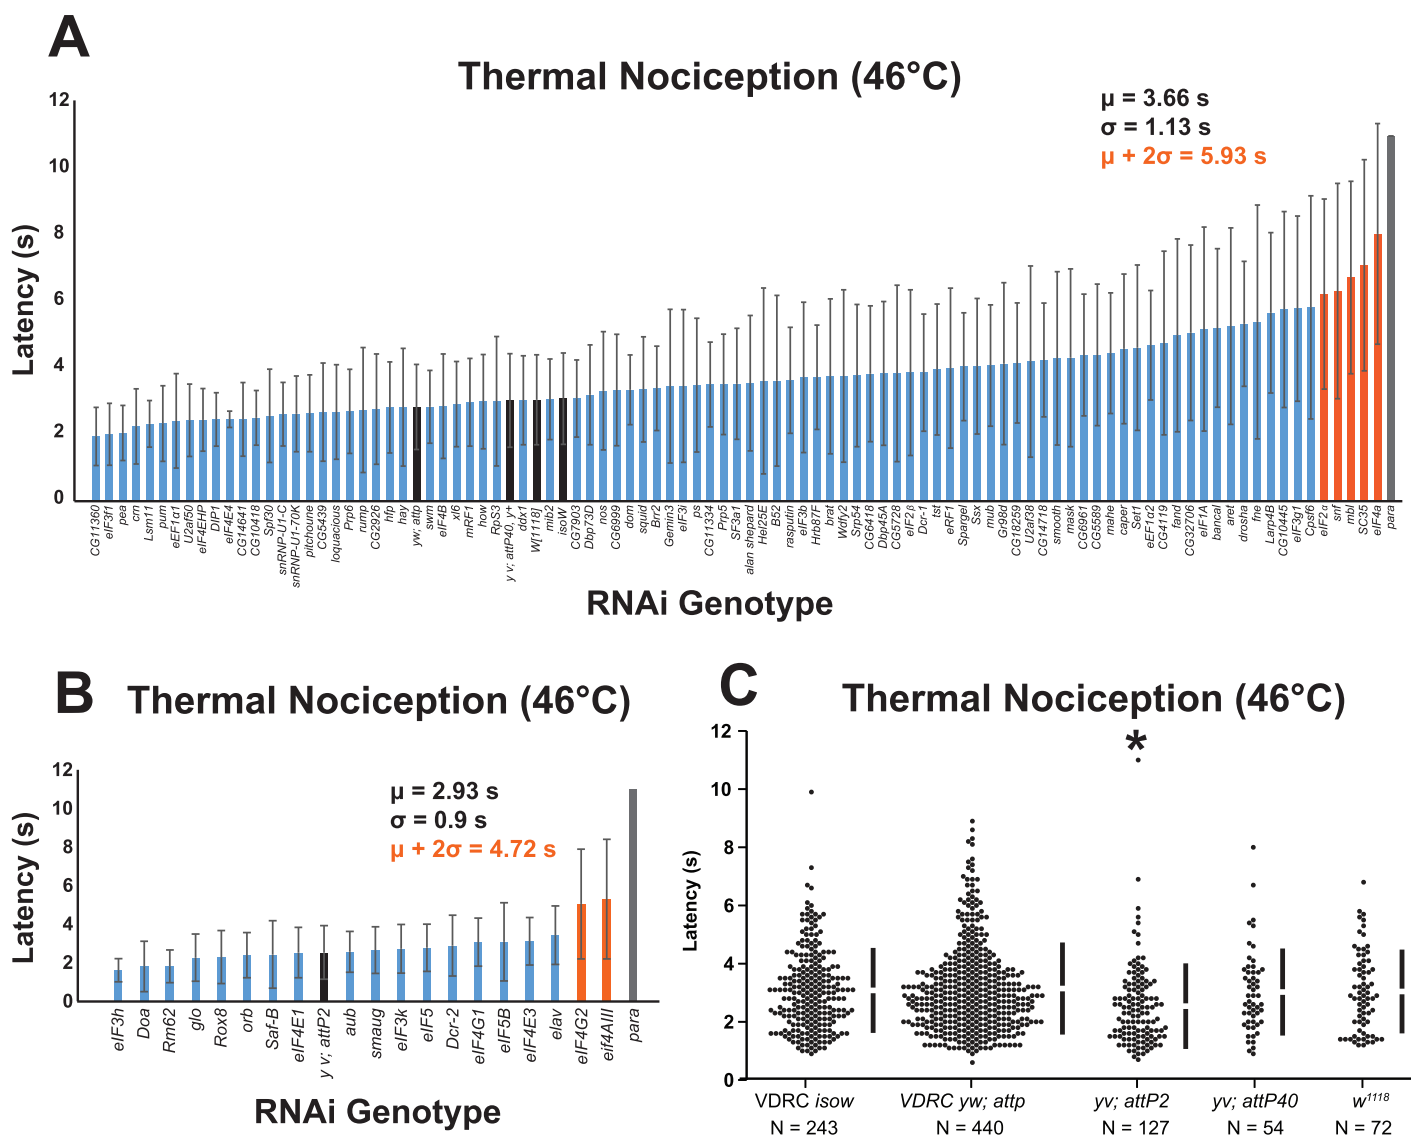 A
Thermal Nociception (46°C)
μ = 3.66 s
σ = 1.13 s
μ + 2σ = 5.93 s
Latency (s)
12
10
8
6
4
2
0
CG11360
eIF3f1
pea
crn
Lsm11
pum
eEF1α1
U2af50
eIF4EHP
DIP1
eIF4E4
CG14641
CG10418
Spf30
snRNP-U1-C
snRNP-U1-70K
pitchoune
CG5439
loquacious
Prp6
rump
CG2926
hfp
hay
yw; attp
swm
eIF4B
xl6
mRF1
how
RpS3
y v; attP40, y+
ddx1
W[1118]
mib2
isoW
CG7903
Dbp73D
nos
CG6999
dom
squid
Brr2
Gemin3
eIF3i
ps
CG11334
Prp5
SF3a1
alan shepard
Hel25E
B52
rasputin
eIF3b
Hrb87F
brat
Wdfy2
Srp54
CG6418
Dbp45A
CG5728
eIF2a
Dcr-1
tst
eRF1
Spargel
Ssx
mub
Gr98d
CG18259
U2af38
CG14718
smooth
mask
CG6961
CG5589
mahe
caper
Set1
eEF1α2
CG4119
fand
CG32706
eIF1A
bancal
aret
drosha
fne
Larp4B
CG10445
eIF3g1
Cpsf6
eIF2α
snf
mbl
SC35
eIF4a
para
RNAi Genotype
B
Thermal Nociception (46°C)
μ = 2.93 s
σ = 0.9 s
μ + 2σ = 4.72 s
Latency (s)
12
10
8
6
4
2
0
eIF3h
Doa
Rm62
glo
Rox8
orb
Saf-B
eIF4E1
y v; attP2
aub
smaug
eIF3k
eIF5
Dcr-2
eIF4G1
eIF5B
eIF4E3
elav
eIF4G2
eif4AIII
para
RNAi Genotype
C
Thermal Nociception (46°C)
*
Latency (s)
12
10
8
6
4
2
0
VDRC isow
VDRC yw; attp
yv; attP2
yv; attP40
w1118
N = 243
N = 440
N = 127
N = 54
N = 72